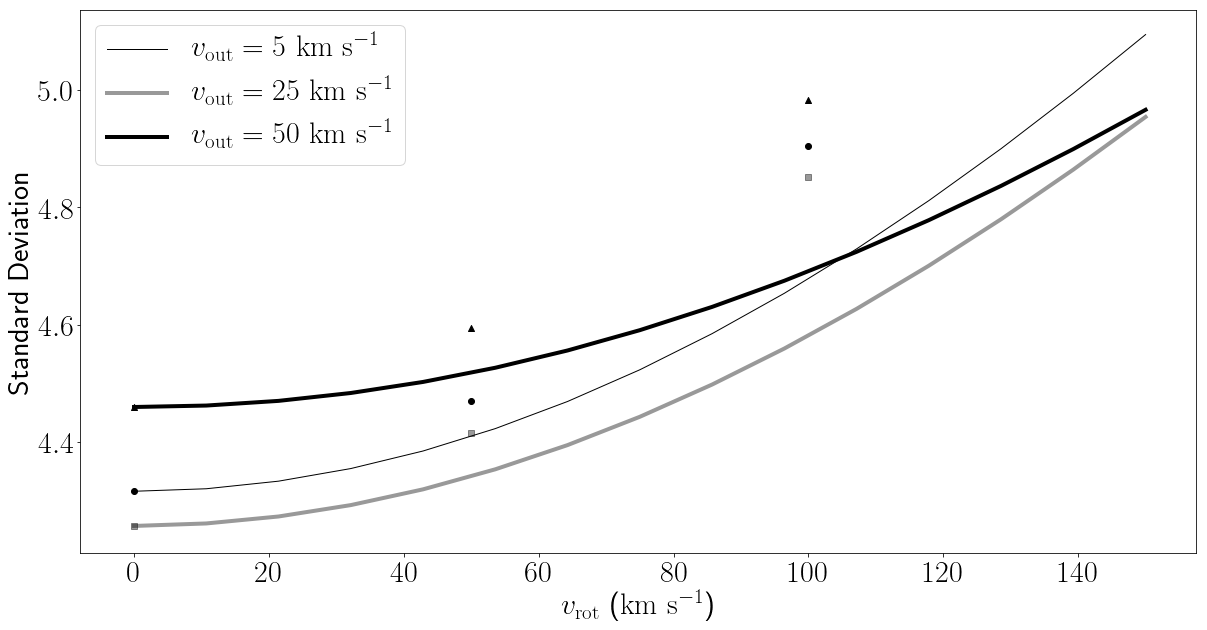 v_out = 5 km s⁻¹
v_out = 25 km s⁻¹
v_out = 50 km s⁻¹
Standard Deviation
5.0
4.8
4.6
4.4
0 20 40 60 80 100 120 140
v_rot (km s⁻¹)